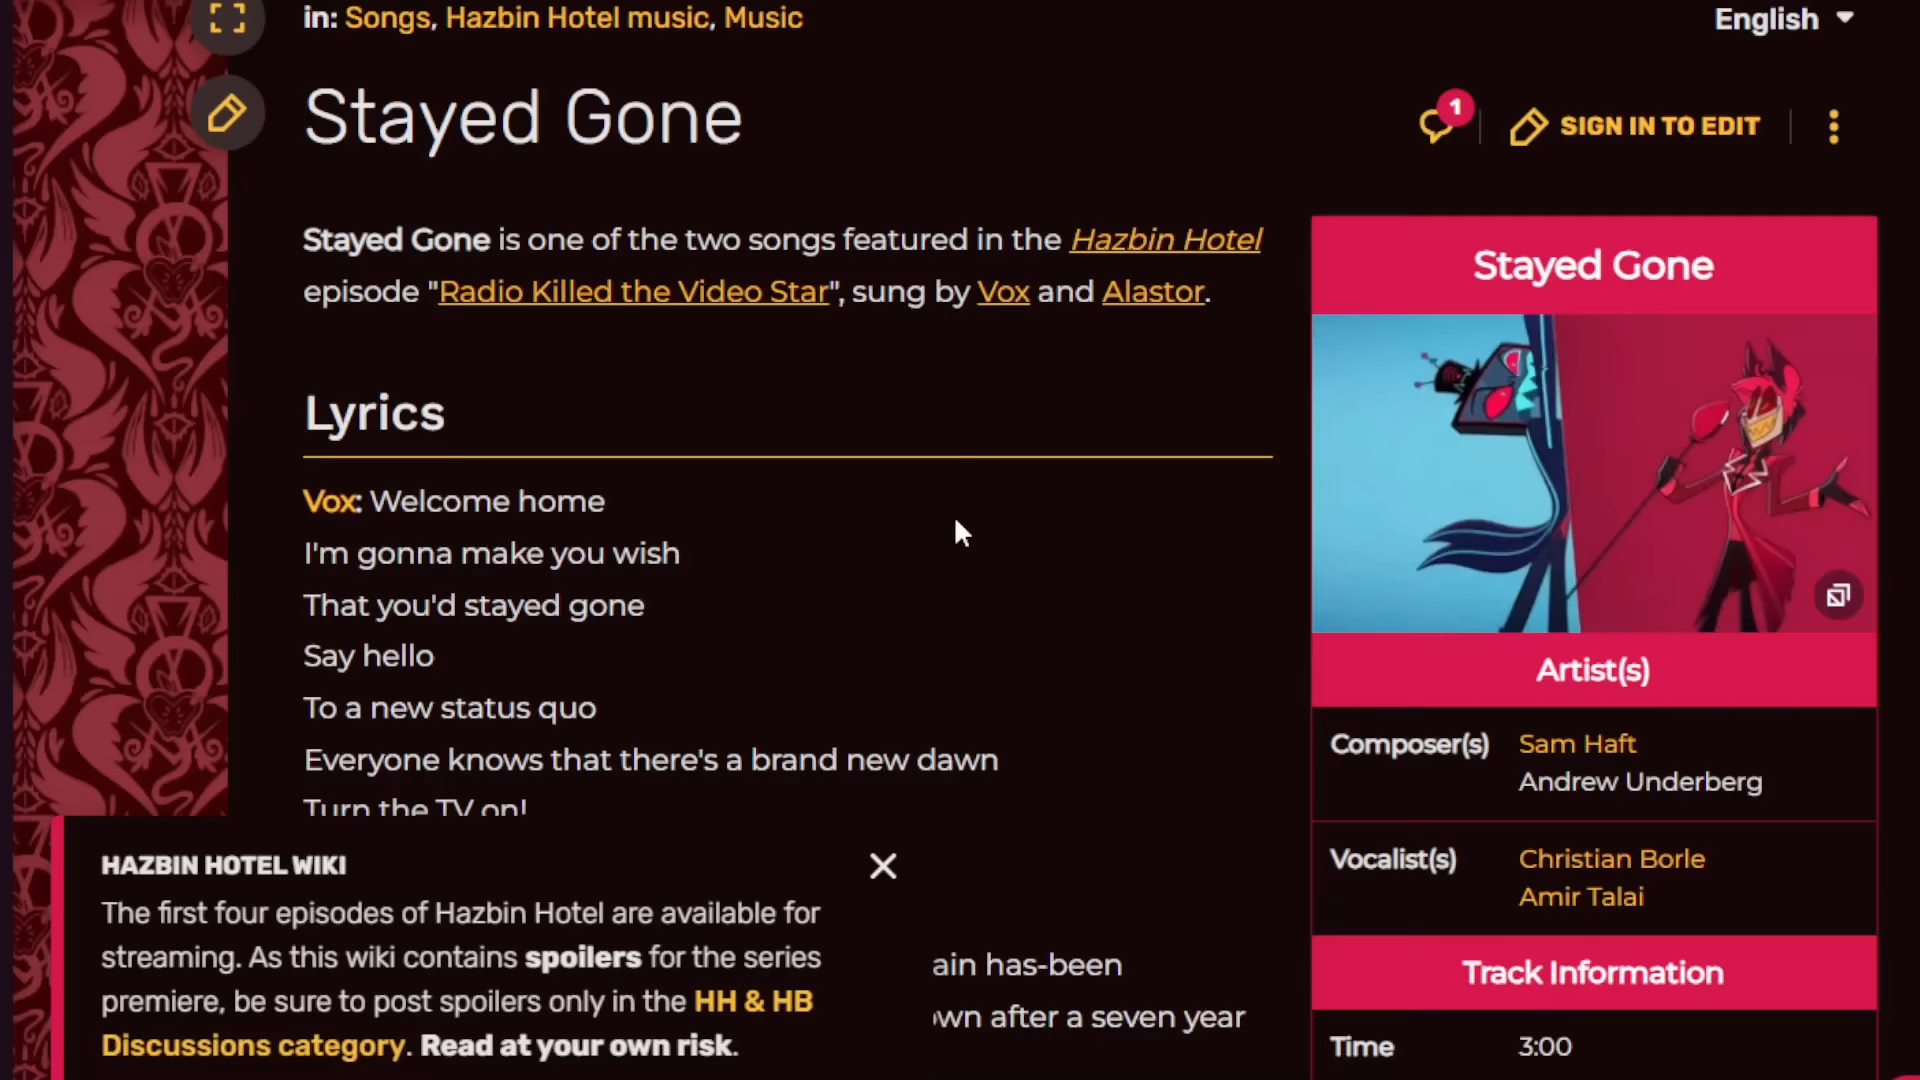 in: Songs, Hazbin Hotel music, Music
English
Stayed Gone
1
SIGN IN TO EDIT
Stayed Gone is one of the two songs featured in the Hazbin Hotel
episode "Radio Killed the Video Star", sung by Vox and Alastor.
Lyrics
Vox: Welcome home
I'm gonna make you wish
That you'd stayed gone
Say hello
To a new status quo
Everyone knows that there's a brand new dawn
Turn the TV on!
has-been
after a seven year
Stayed Gone
Artist(s)
Composer(s) Sam Haft
Andrew Underberg
Vocalist(s) Christian Borle
Amir Talai
Track Information
Time 3:00
HAZBIN HOTEL WIKI
The first four episodes of Hazbin Hotel are available for
streaming. As this wiki contains spoilers for the series
premiere, be sure to post spoilers only in the HH & HB
Discussions category. Read at your own risk.